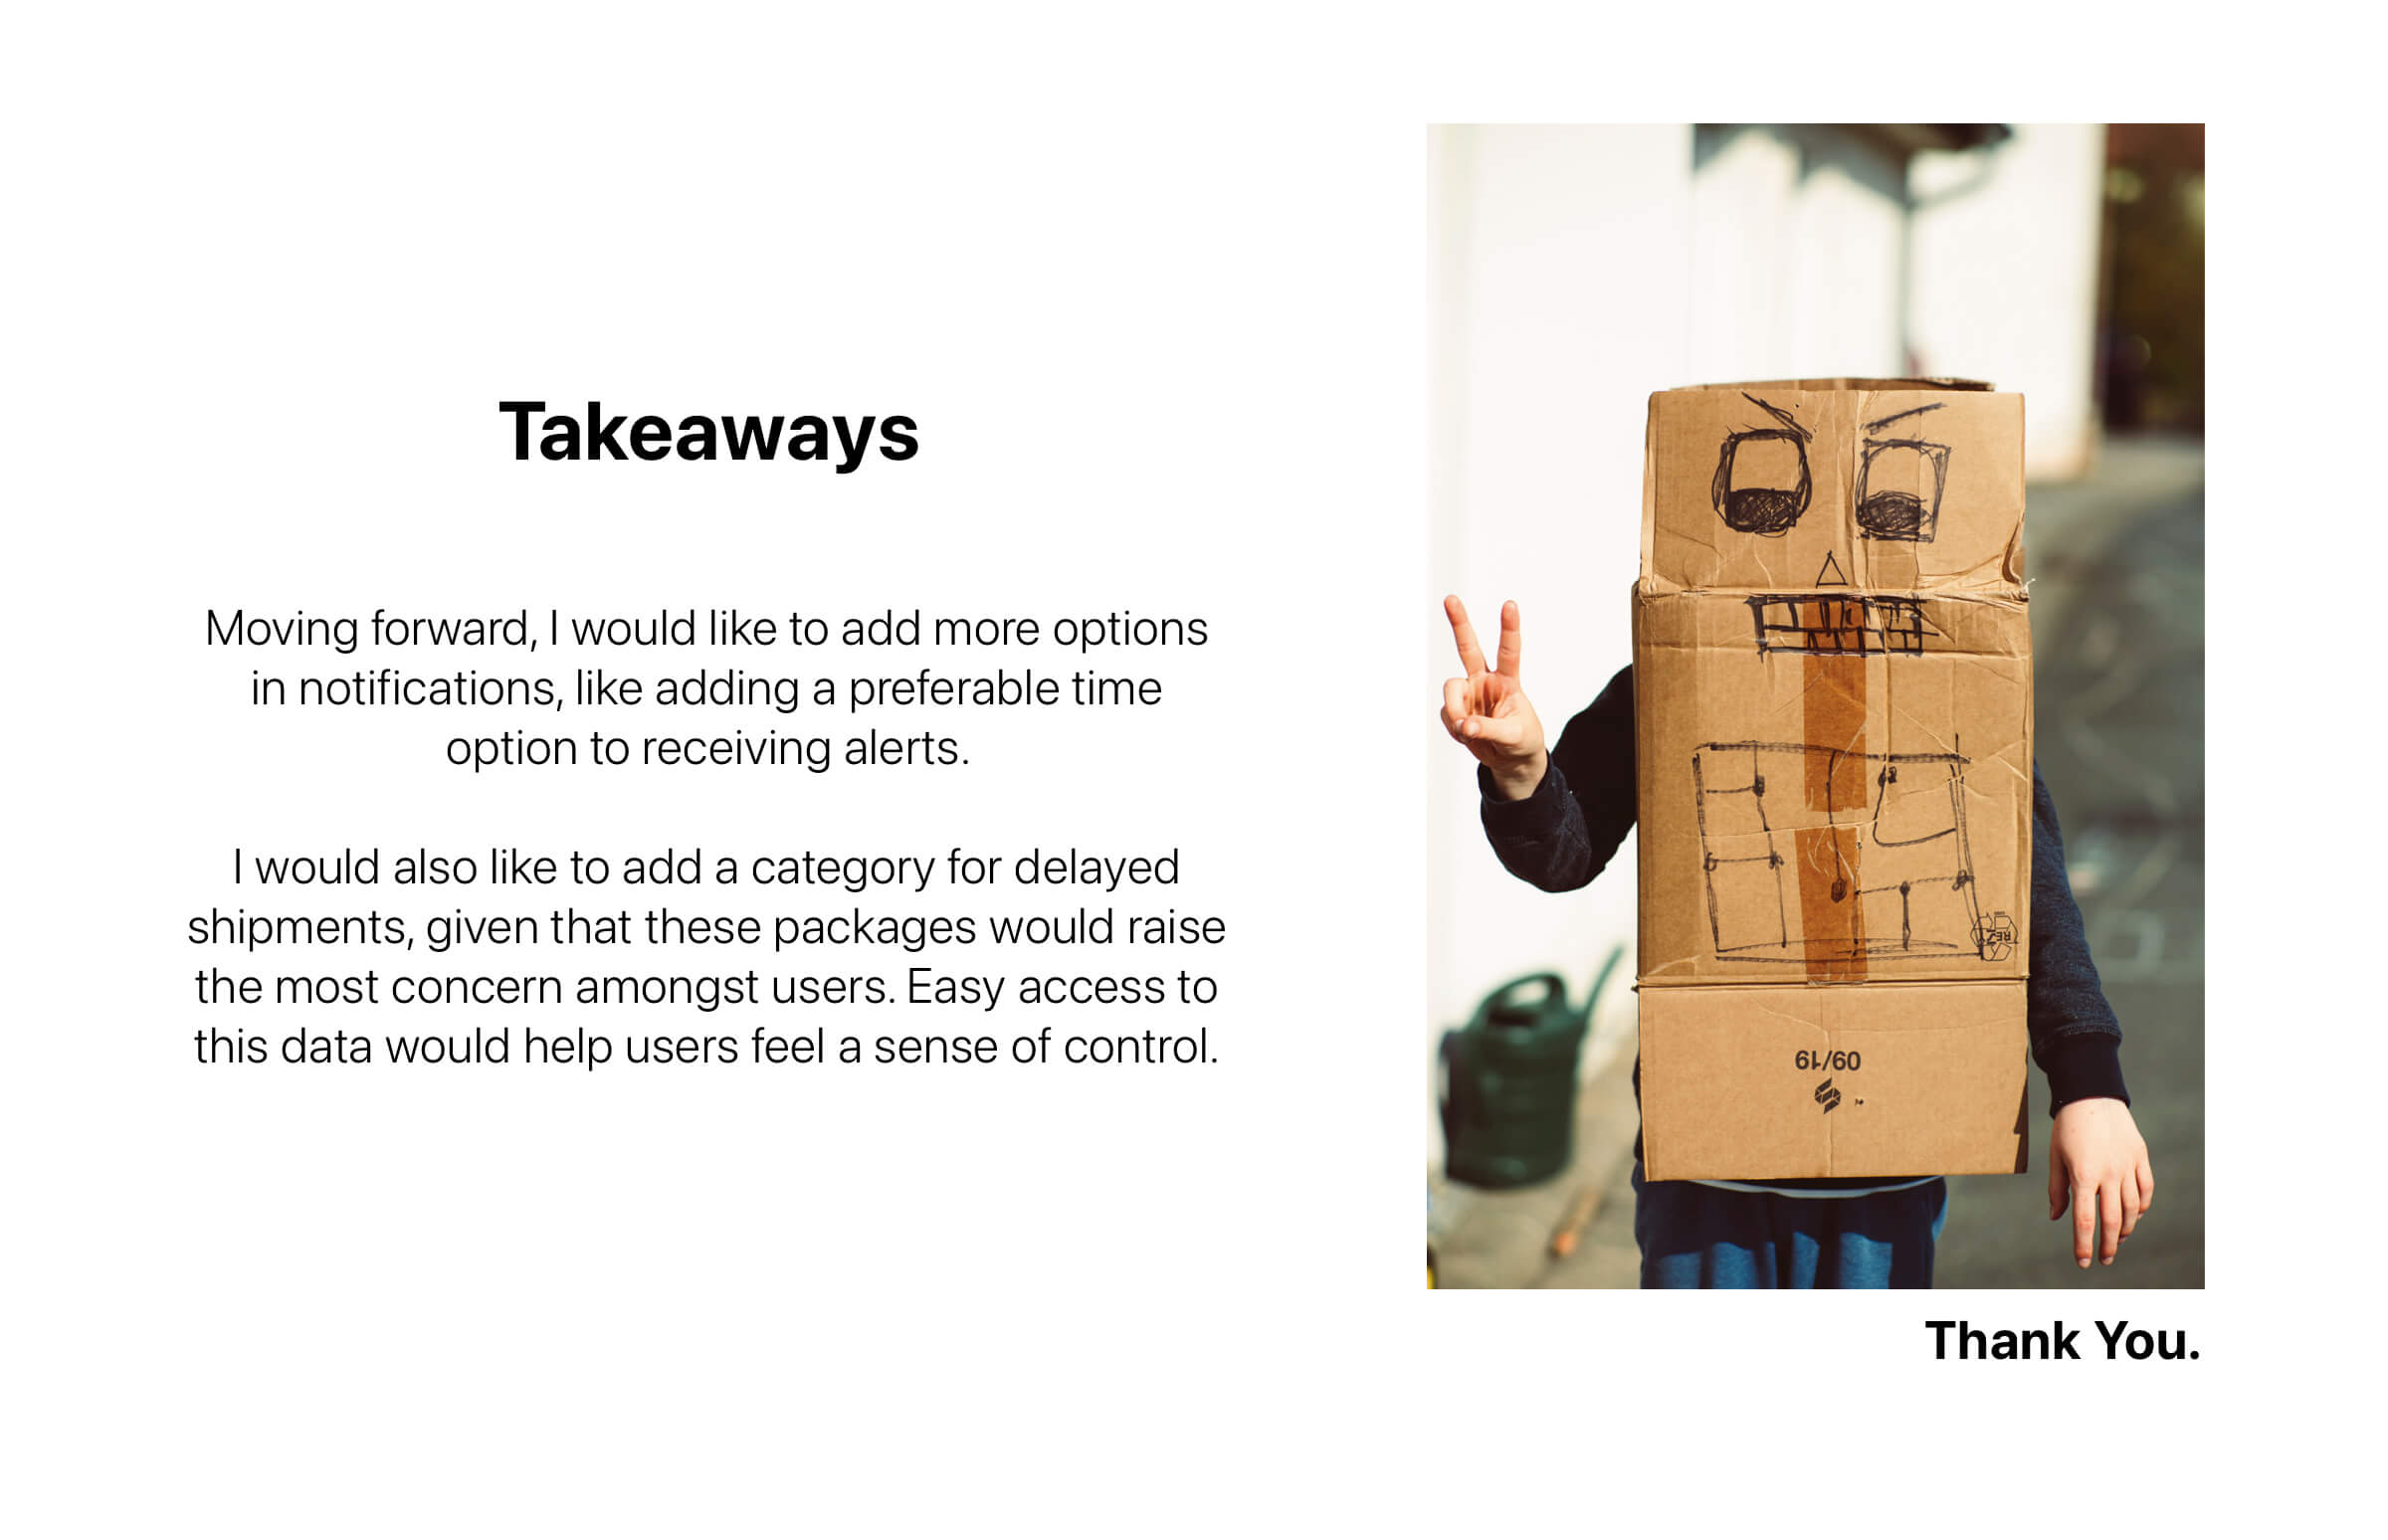 Takeaways
Moving forward, I would like to add more options
in notifications, like adding a preferable time
option to receiving alerts.
I would also like to add a category for delayed
shipments, given that these packages would raise
the most concern amongst users. Easy access to
this data would help users feel a sense of control.
09/19
Thank You.